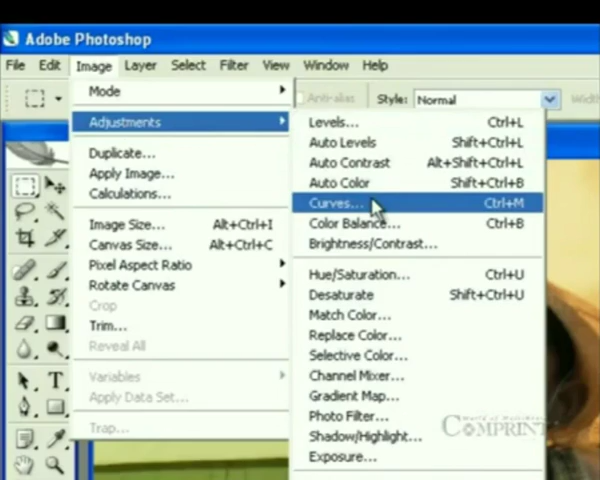 Adobe Photoshop
File Edit Image Layer Select Filter View Window Help
Mode
Anti-alias Style: Normal Width
Adjustments
Levels... Ctrl+L
Auto Levels Shift+Ctrl+L
Duplicate...
Auto Contrast Alt+Shift+Ctrl+L
Apply Image...
Auto Color Shift+Ctrl+B
Calculations...
Curves... Ctrl+M
Image Size... Alt+Ctrl+I
Color Balance... Ctrl+B
Canvas Size... Alt+Ctrl+C
Brightness/Contrast...
Pixel Aspect Ratio
Hue/Saturation... Ctrl+U
Rotate Canvas
Desaturate Shift+Ctrl+U
Crop
Match Color...
Trim...
Replace Color...
Reveal All
Selective Color...
Variables
Channel Mixer...
Apply Data Set...
Gradient Map...
Photo Filter...
Trap...
COMPRINT
Shadow/Highlight...
Exposure...
T